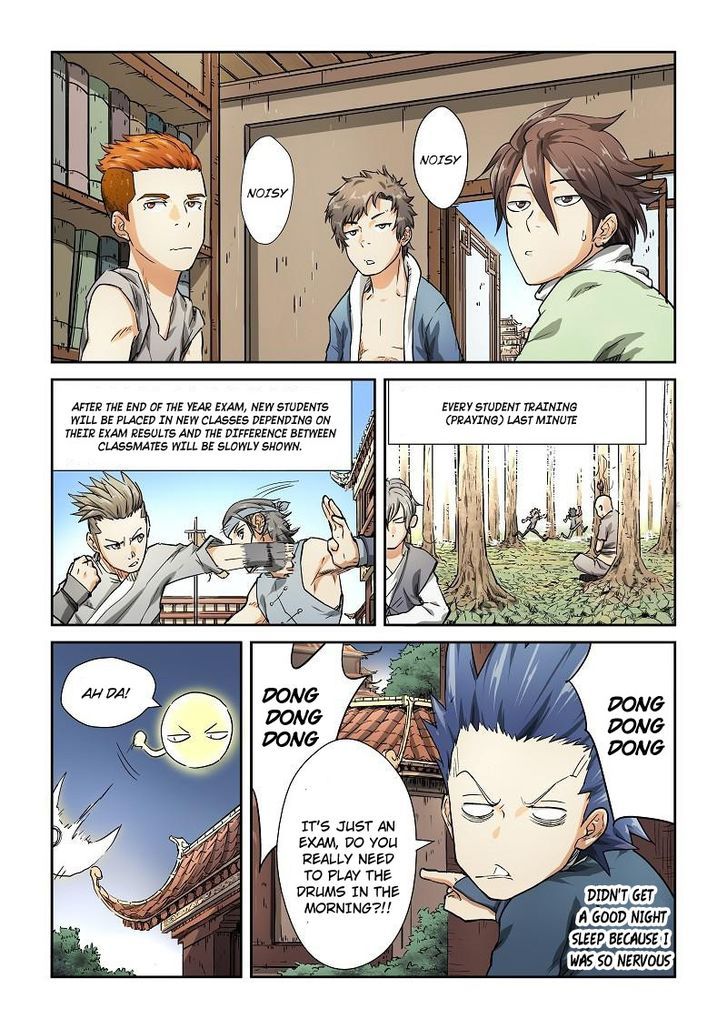 NOISY
NOISY
AFTER THE END OF THE YEAR EXAM, NEW STUDENTS
WILL BE PLACED IN NEW CLASSES DEPENDING ON
THEIR EXAM RESULTS AND THE DIFFERENCE BETWEEN
CLASSMATES WILL BE SLOWLY SHOWN.
EVERY STUDENT TRAINING
(PRAYING) LAST MINUTE
AH DA!
DONG
DONG
DONG
IT'S JUST AN
EXAM, DO YOU
REALLY NEED
TO PLAY THE
DRUMS IN THE
MORNING?!!
DONG
DONG
DONG
DIDN'T GET
A GOOD NIGHT
SLEEP BECAUSE I
WAS SO NERVOUS